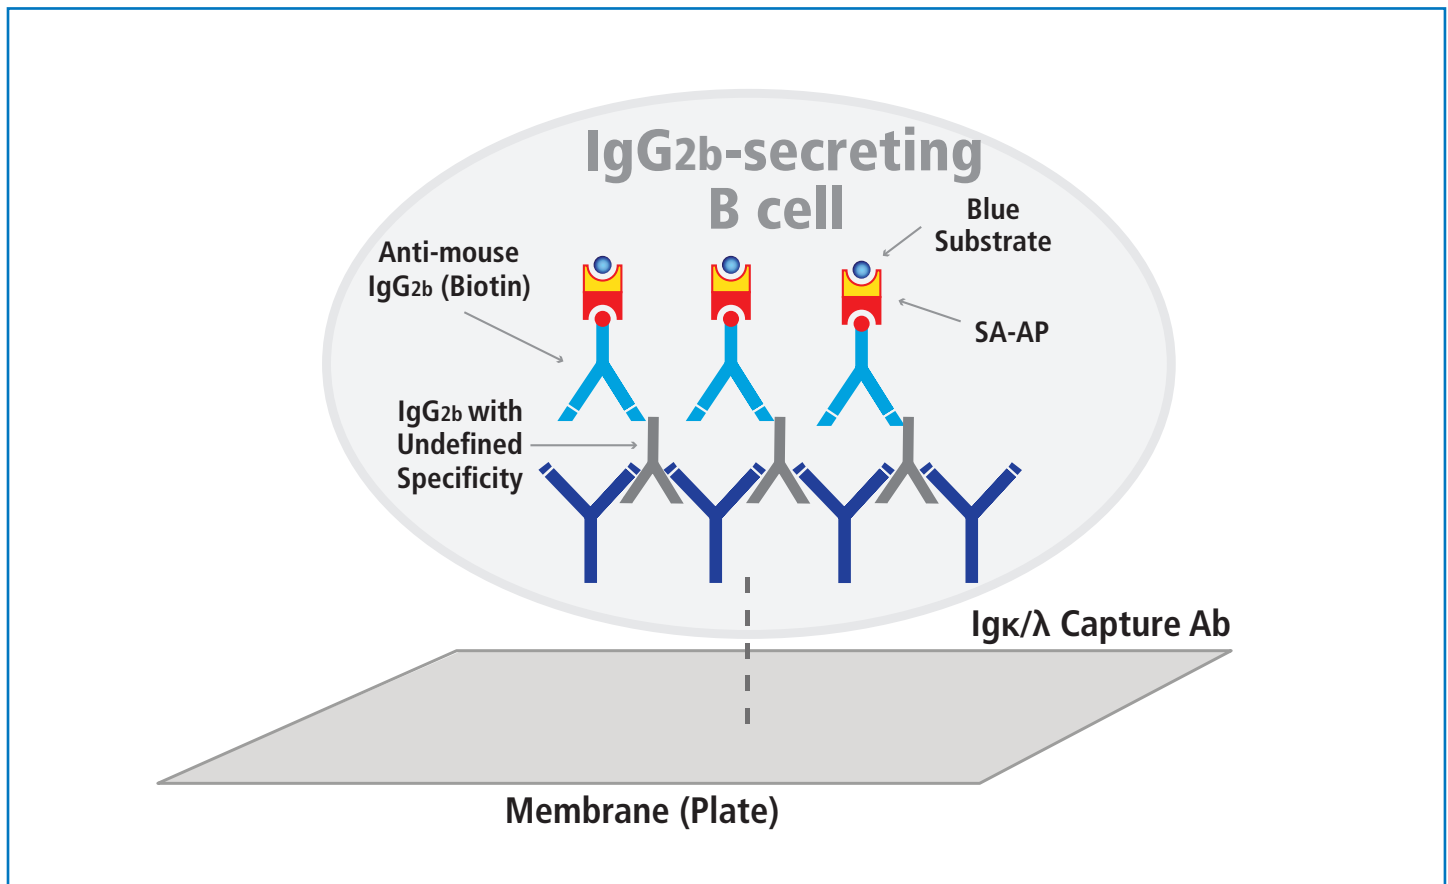 IgG2b-secreting
B cell
Blue
Substrate
Anti-mouse
IgG2b (Biotin)
SA-AP
IgG2b with
Undefined
Specificity
Igκ/λ Capture Ab
Membrane (Plate)